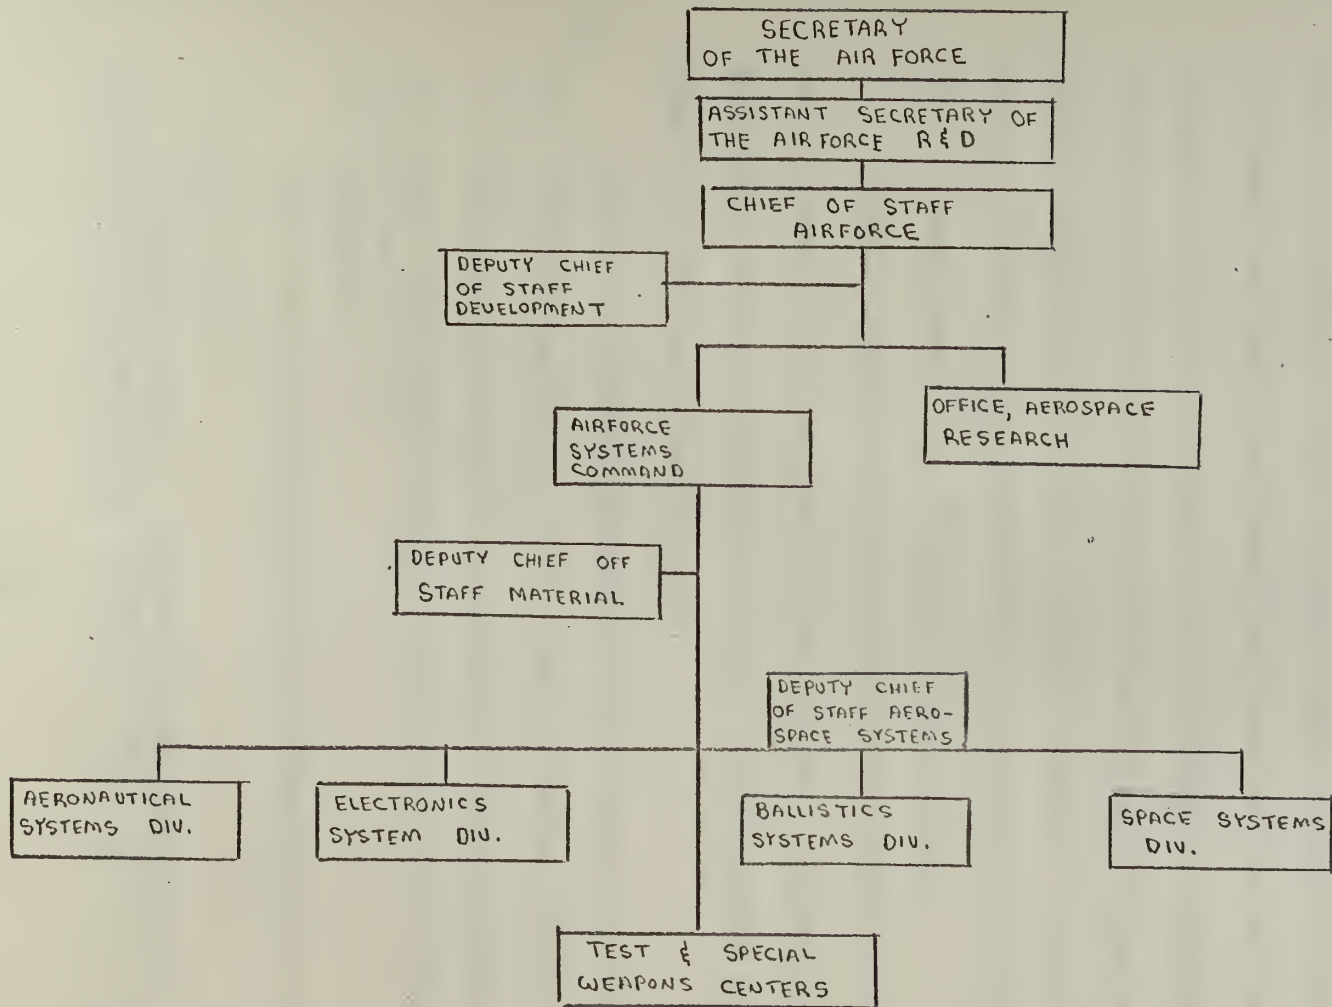 SECRETARY
OF THE AIR FORCE
ASSISTANT SECRETARY OF
THE AIR FORCE R & D
CHIEF OF STAFF
AIRFORCE
DEPUTY CHIEF
OF STAFF
DEVELOPMENT
AIRFORCE
SYSTEMS
COMMAND
OFFICE, AEROSPACE
RESEARCH
DEPUTY CHIEF OFF
STAFF MATERIAL
DEPUTY CHIEF
OF STAFF AERO-
SPACE SYSTEMS
AERONAUTICAL
SYSTEMS DIV.
ELECTRONICS
SYSTEM DIV.
BALLISTICS
SYSTEMS DIV.
SPACE SYSTEMS
DIV.
TEST & SPECIAL
WEAPONS CENTERS